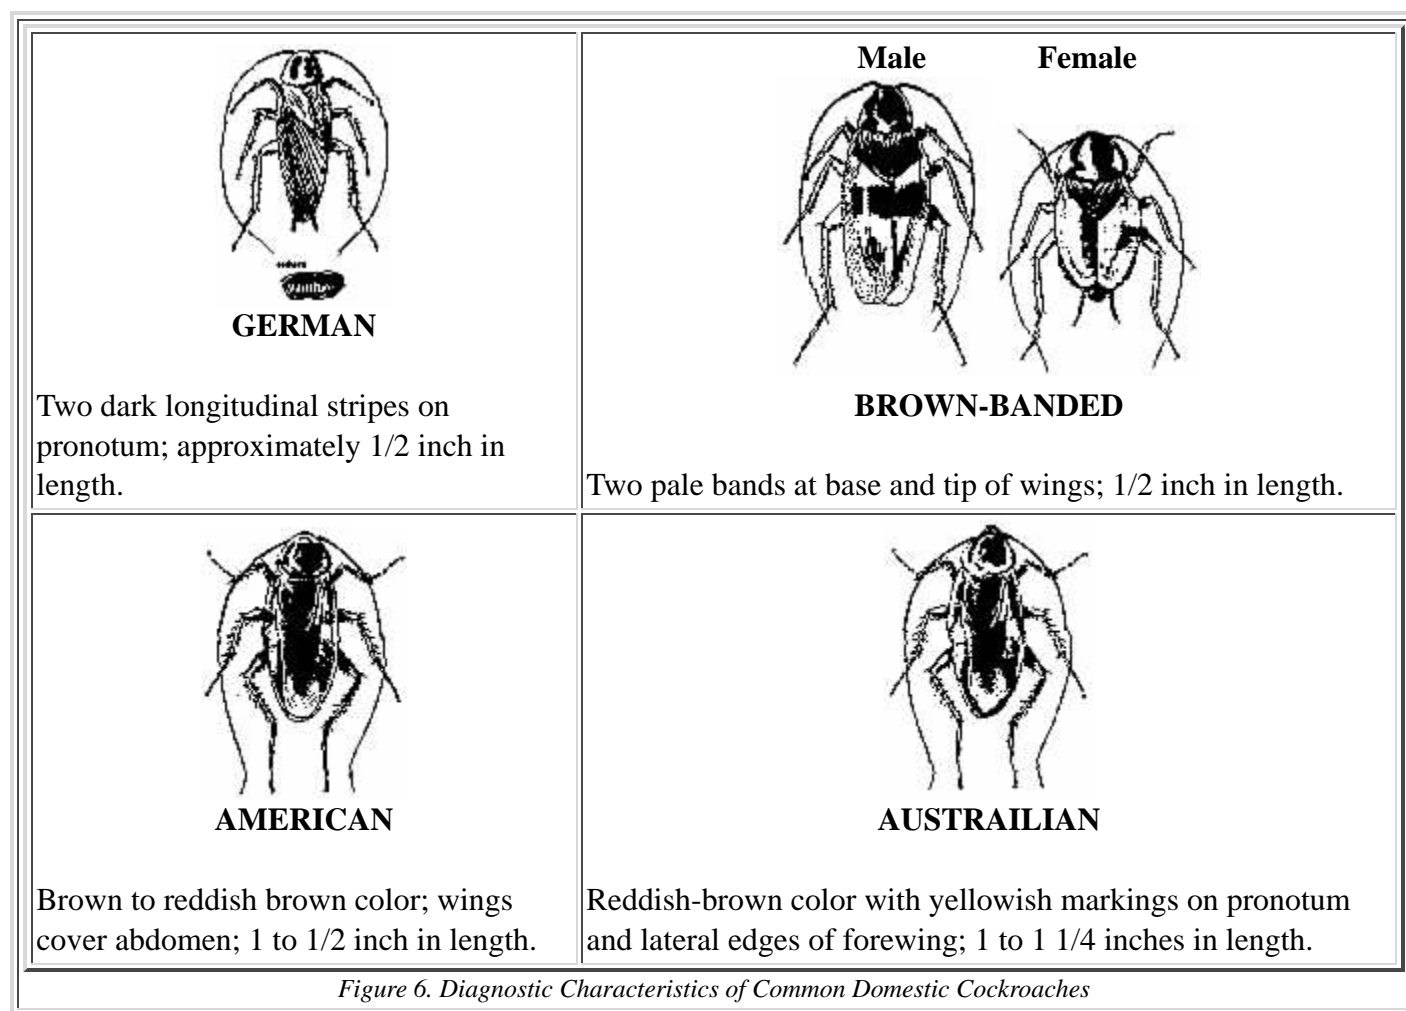 GERMAN
Two dark longitudinal stripes on
pronotum; approximately 1/2 inch in
length.
Male Female
BROWN-BANDED
Two pale bands at base and tip of wings; 1/2 inch in length.
AMERICAN
Brown to reddish brown color; wings
cover abdomen; 1 to 1/2 inch in length.
AUSTRAILIAN
Reddish-brown color with yellowish markings on pronotum
and lateral edges of forewing; 1 to 1 1/4 inches in length.
Figure 6. Diagnostic Characteristics of Common Domestic Cockroaches